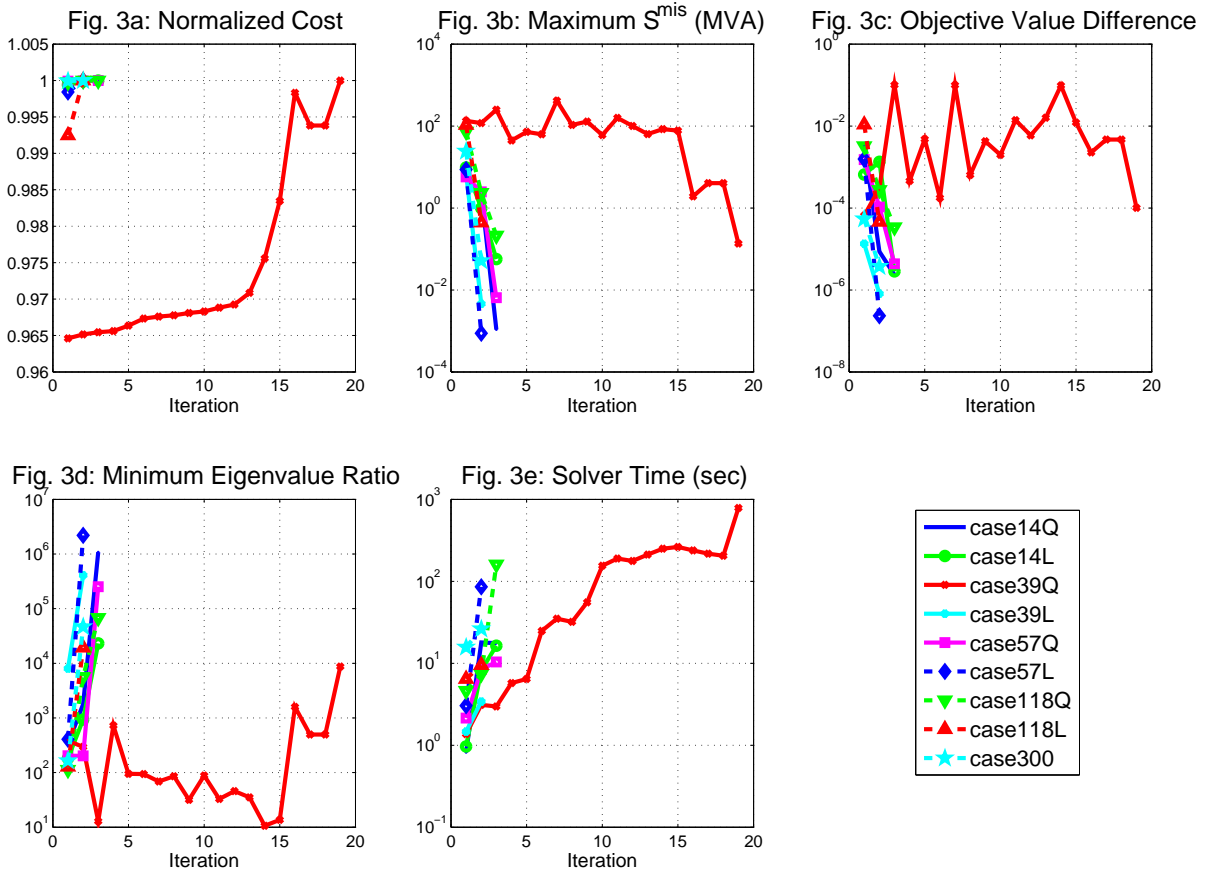 Fig. 3a: Normalized Cost
1.005
1
0.995
0.99
0.985
0.98
0.975
0.97
0.965
0.96
0 5 10 15 20
Iteration
Fig. 3b: Maximum S^mis (MVA)
10^4
10^2
10^0
10^−2
10^−4
0 5 10 15 20
Iteration
Fig. 3c: Objective Value Difference
10^0
10^−2
10^−4
10^−6
10^−8
0 5 10 15 20
Iteration
Fig. 3d: Minimum Eigenvalue Ratio
10^7
10^6
10^5
10^4
10^3
10^2
10^1
0 5 10 15 20
Iteration
Fig. 3e: Solver Time (sec)
10^3
10^2
10^1
10^0
10^−1
0 5 10 15 20
Iteration
case14Q
case14L
case39Q
case39L
case57Q
case57L
case118Q
case118L
case300